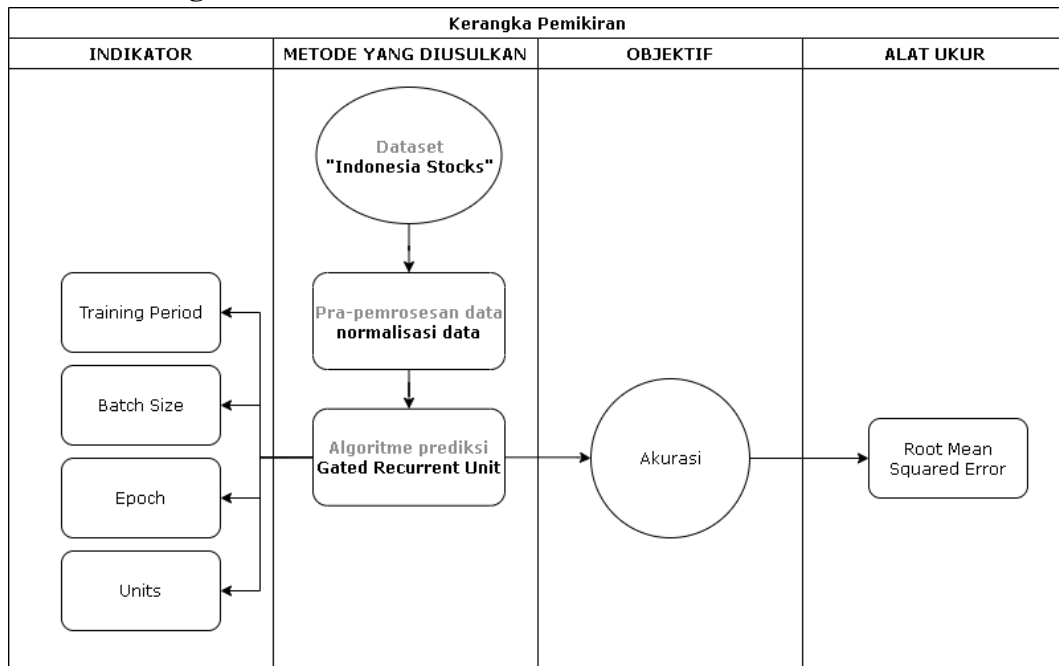 Kerangka Pemikiran
INDIKATOR
METODE YANG DIUSULKAN
OBJEKTIF
ALAT UKUR
Dataset
"Indonesia Stocks"
Training Period
Pra-pemrosesan data
normalisasi data
Batch Size
Algoritme prediksi
Gated Recurrent Unit
Akurasi
Root Mean
Squared Error
Epoch
Units